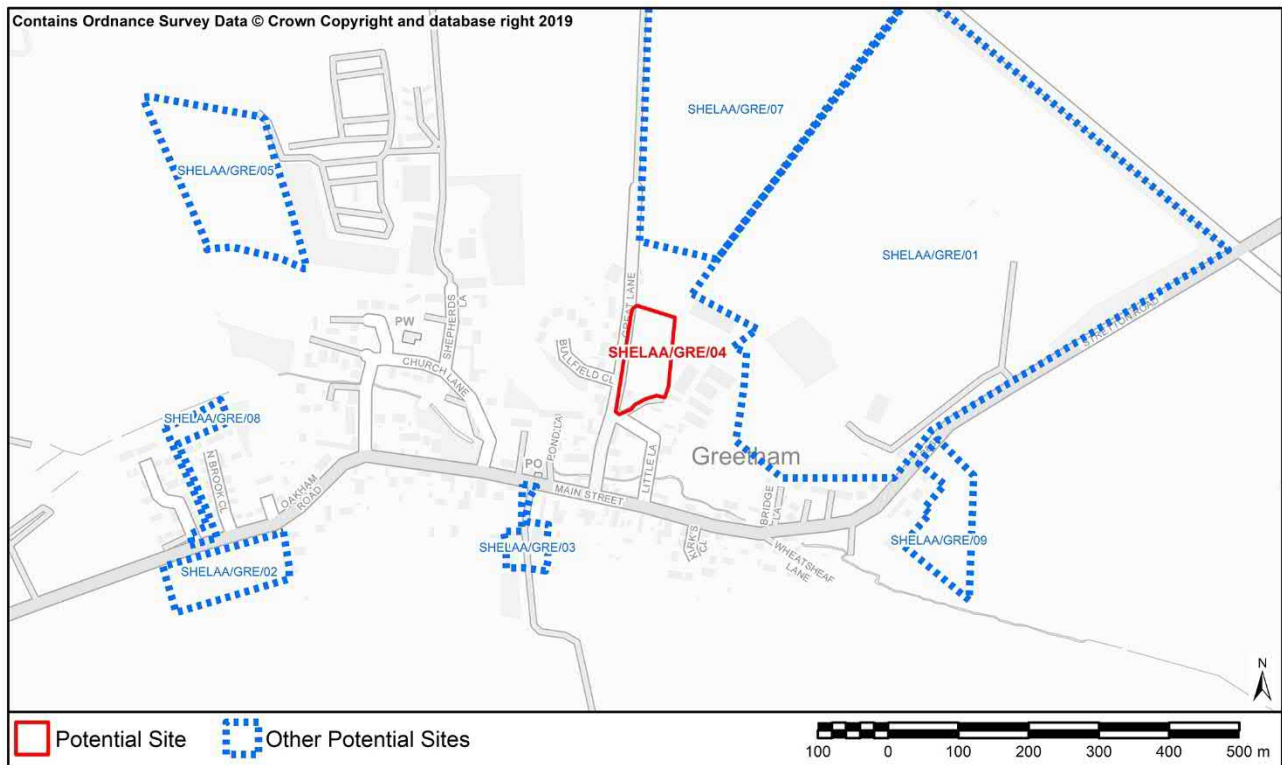 Contains Ordnance Survey Data © Crown Copyright and database right 2019
SHELAA/GRE/07
SHELAA/GRE/05
SHELAA/GRE/01
STRETTON ROAD
GREAT LANE
SHEPHERDS
LA
PW
CHURCH LANE
BULLFIELD CL
SHELAA/GRE/04
SHELAA/GRE/08
N BROOK CL
OAKHAM
ROAD
PO
POND LA
LITTLE LA
Greetham
MAIN STREET
BRIDGE
LA
KIRK'S
CL
WHEATSHEAF
LANE
SHELAA/GRE/03
SHELAA/GRE/09
SHELAA/GRE/02
N
Potential Site
Other Potential Sites
100 0 100 200 300 400 500 m